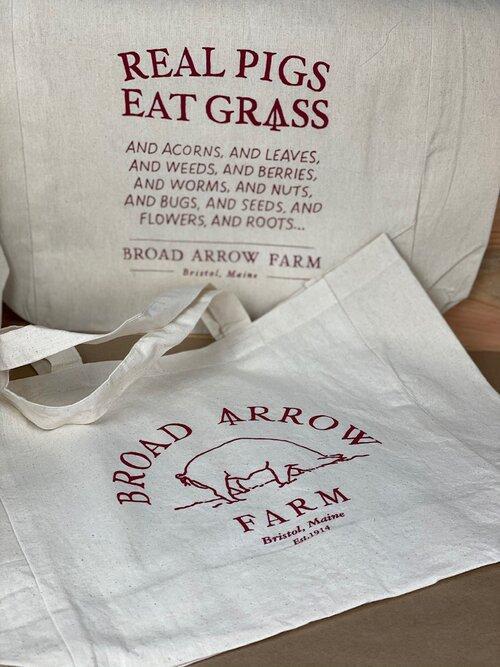 REAL PIGS
EAT GRASS
AND ACORNS, AND LEAVES,
AND WEEDS, AND BERRIES,
AND WORMS, AND NUTS,
AND BUGS, AND SEEDS, AND
FLOWERS, AND ROOTS...
BROAD ARROW FARM
Bristol, Maine
BROAD ARROW
FARM
Bristol, Maine
Est. 1914